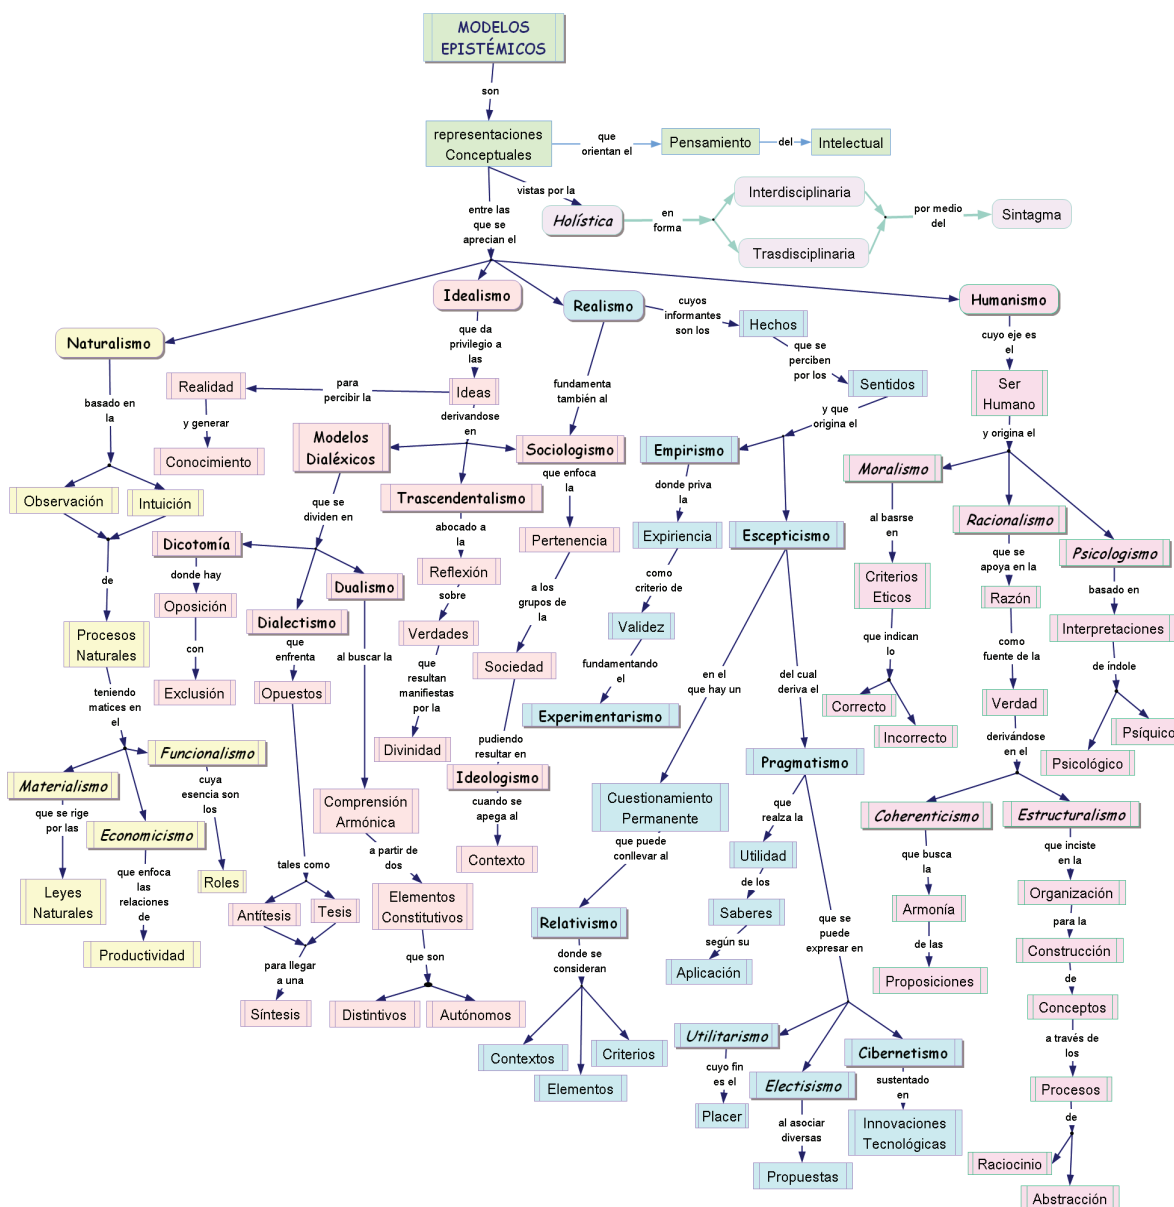 MODELOS
EPISTÉMICOS
son
representaciones
Conceptuales
que
orientan el
Pensamiento
del
Intelectual
vistas por la
Holística
en
forma
Interdisciplinaria
Trasdisciplinaria
por medio
del
Sintagma
entre las
que se
aprecian el
Naturalismo
Idealismo
Realismo
Humanismo
basado en
la
Observación
Intuición
de
Procesos
Naturales
teniendo
matices en
el
Funcionalismo
cuya
esencia son
los
Roles
Materialismo
que se rige
por las
Leyes
Naturales
Economicismo
que enfoca
las
relaciones
de
Productividad
que da
privilegio a
las
Ideas
para
percibir la
Realidad
y generar
Conocimiento
derivandose
en
Modelos
Dialéxicos
que se
dividen en
Dicotomía
donde hay
Oposición
con
Exclusión
Dialectismo
que
enfrenta
Opuestos
tales como
Antítesis
Tesis
para llegar
a una
Síntesis
Dualismo
al buscar la
Comprensión
Armónica
a partir de
dos
Elementos
Constitutivos
que son
Distintivos
Autónomos
Trascendentalismo
abocado a
la
Reflexión
sobre
Verdades
que
resultan
manifiestas
por la
Divinidad
Sociologismo
que enfoca
la
Pertenencia
a los
grupos de
la
Sociedad
pudiendo
resultar en
Ideologismo
cuando se
apega al
Contexto
fundamenta
también al
cuyos
informantes
son los
Hechos
que se
perciben
por los
Sentidos
y que
origina el
Empirismo
donde priva
la
Expiriencia
como
criterio de
Validez
fundamentando
el
Experimentarismo
Escepticismo
en el
que hay un
Cuestionamiento
Permanente
que puede
conllevar al
Relativismo
donde se
consideran
Contextos
Elementos
Criterios
del cual
deriva el
Pragmatismo
que
realza la
Utilidad
de los
Saberes
según su
Aplicación
que se
puede
expresar en
Utilitarismo
cuyo fin
es el
Placer
Electisismo
al asociar
diversas
Propuestas
Cibernetismo
sustentado
en
Innovaciones
Tecnológicas
cuyo eje es
el
Ser
Humano
y origina el
Moralismo
al basrse
en
Criterios
Eticos
que indican
lo
Correcto
Incorrecto
Racionalismo
que se
apoya en la
Razón
como
fuente de la
Verdad
derivándose
en el
Coherenticismo
que busca
la
Armonía
de las
Proposiciones
Estructuralismo
que inciste
en la
Organización
para la
Construcción
de
Conceptos
a través de
los
Procesos
de
Raciocinio
Abstracción
Psicologismo
basado en
Interpretaciones
de índole
Psicológico
Psíquico